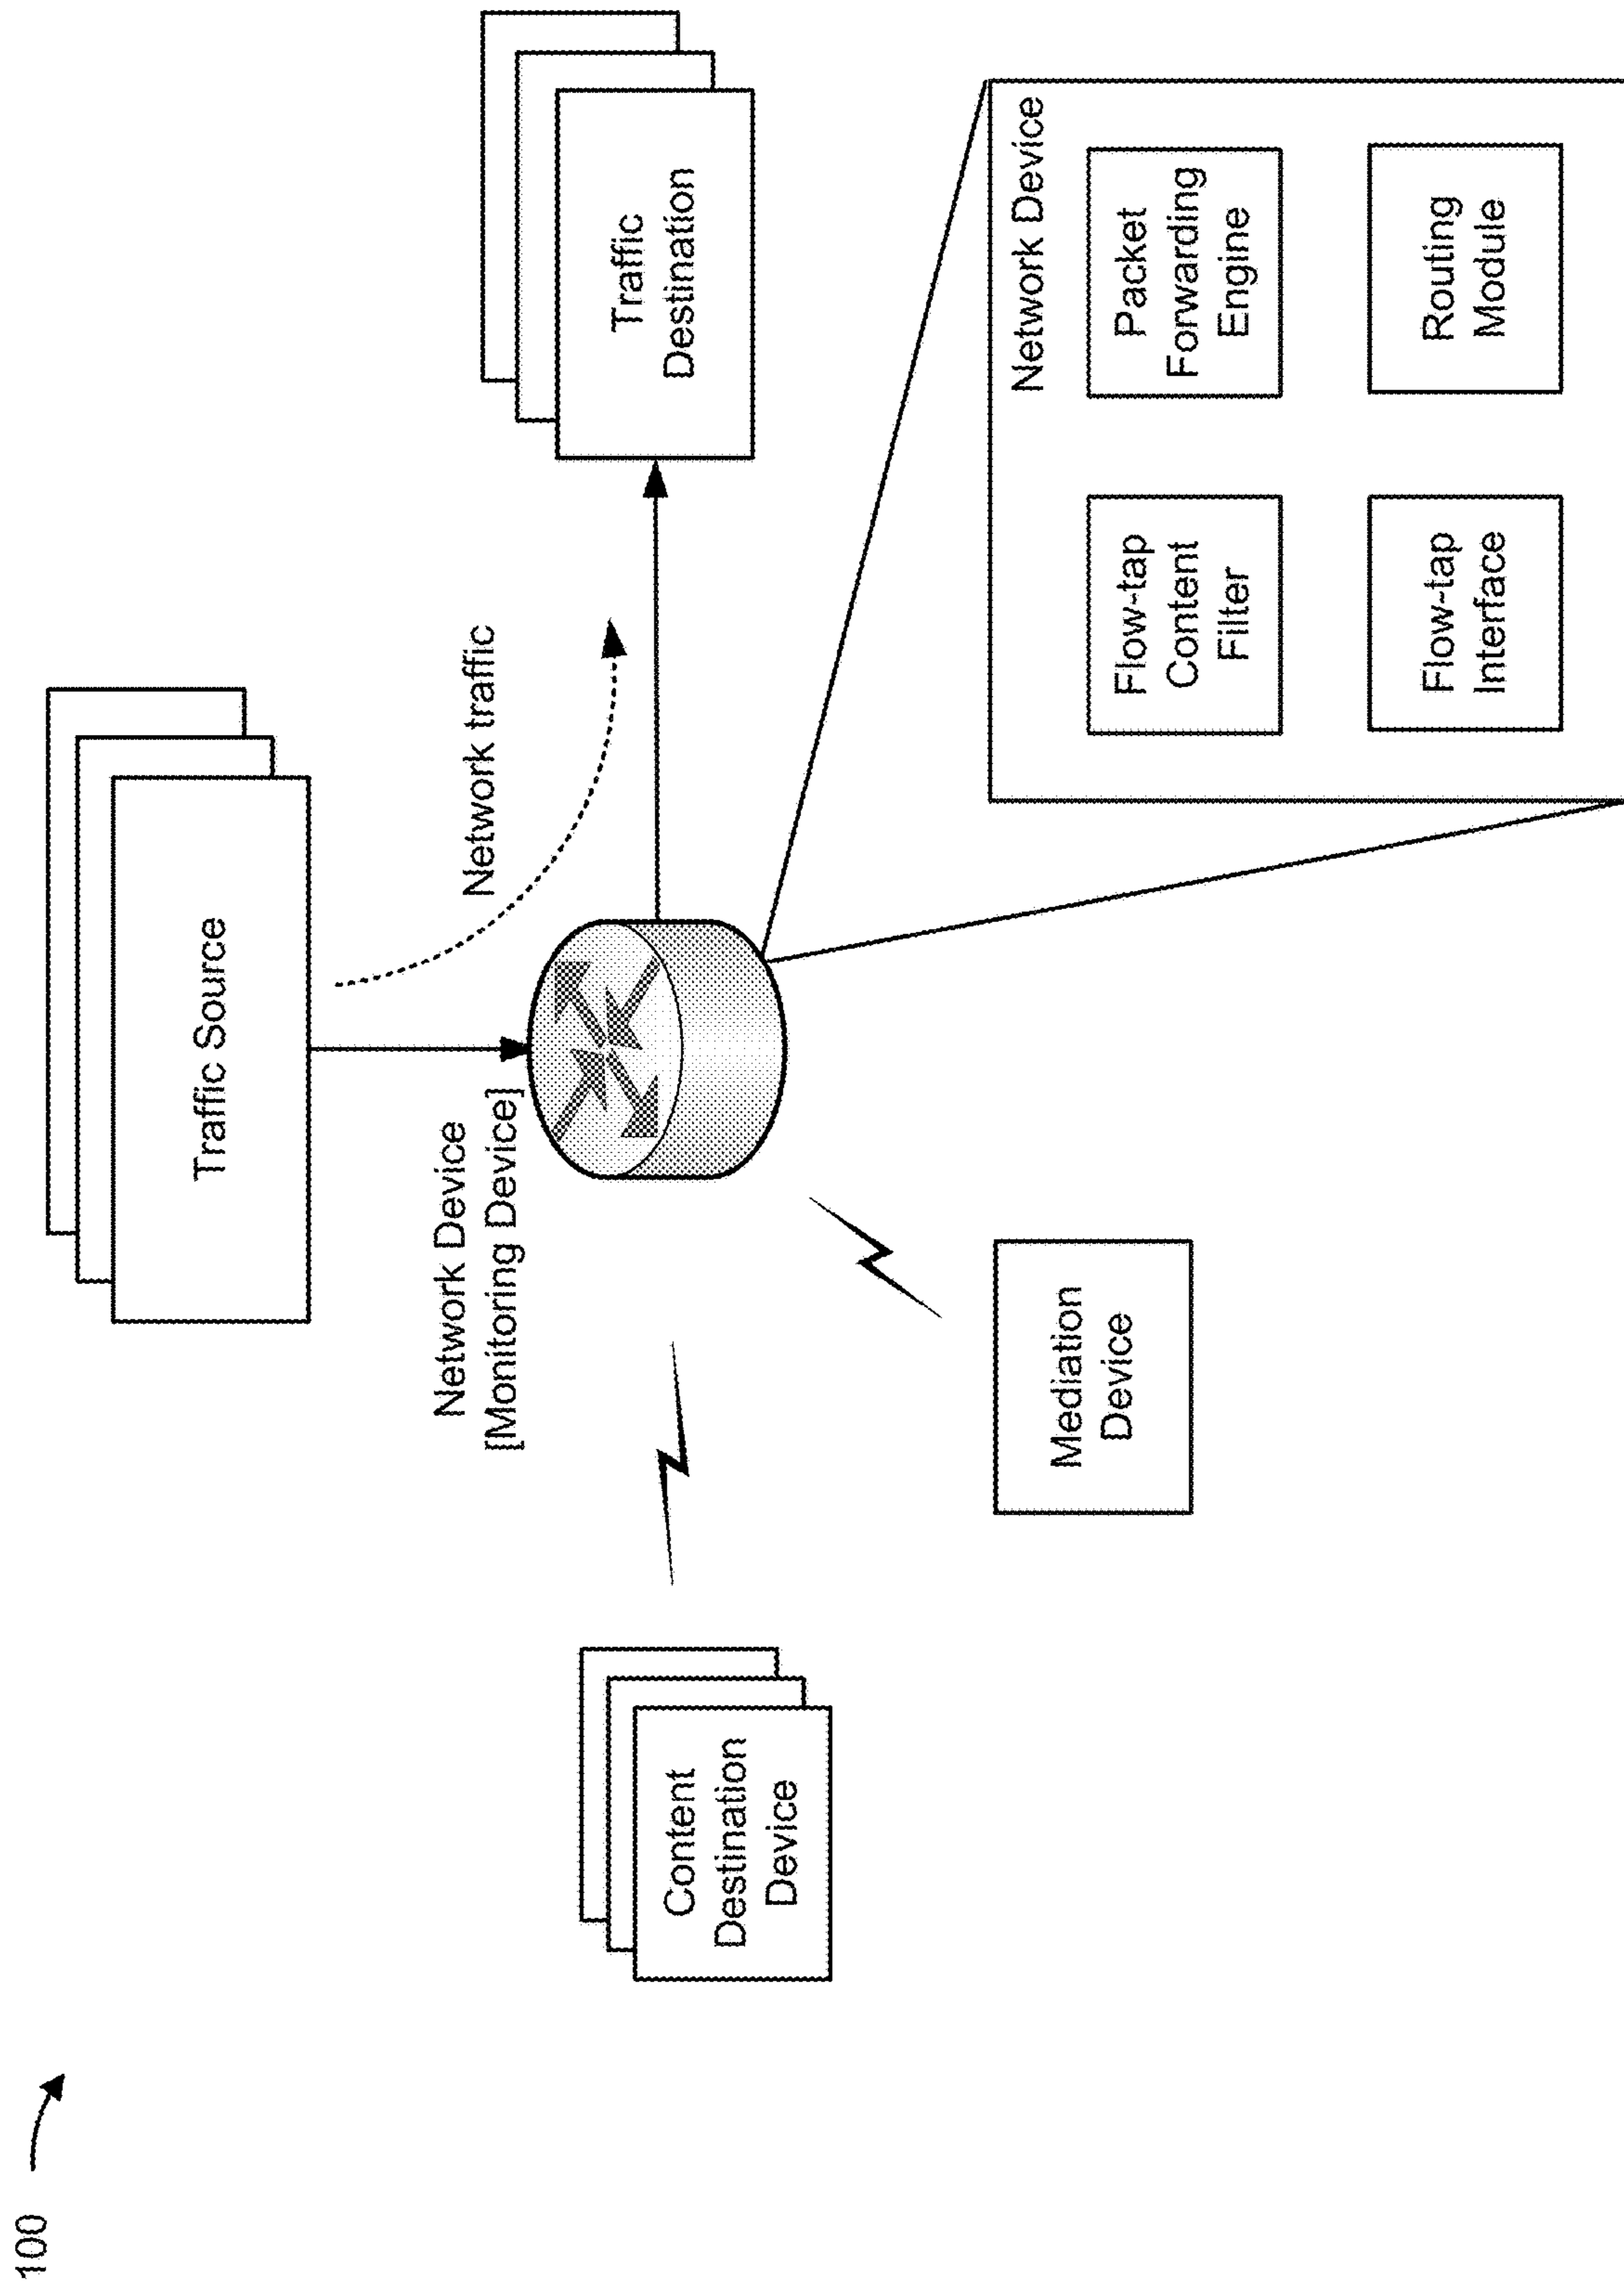 100
Traffic Source
Network Device
[Monitoring Device]
Network traffic
Traffic
Destination
Content
Destination
Device
Mediation
Device
Network Device
Flow-tap
Content
Filter
Packet
Forwarding
Engine
Flow-tap
Interface
Routing
Module